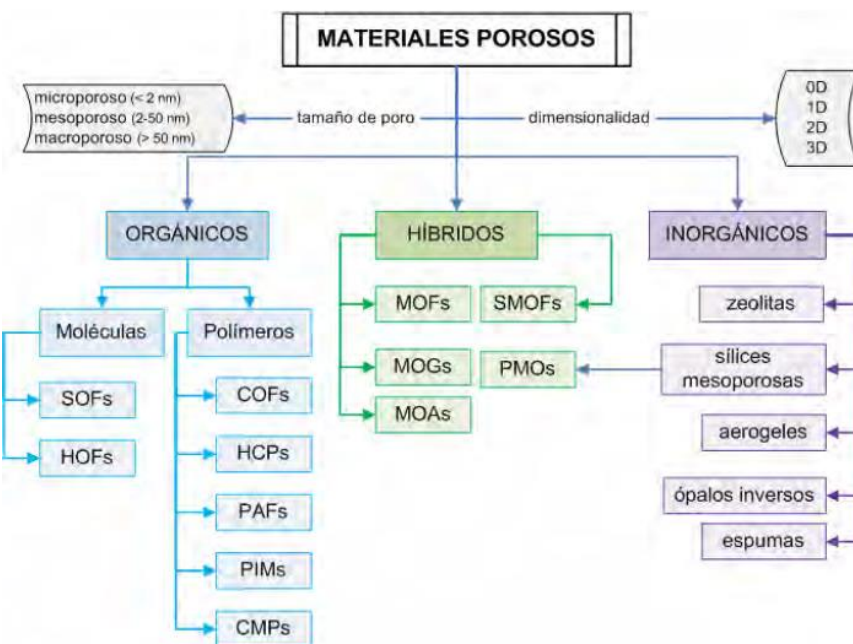 MATERIALES POROSOS
microporoso (< 2 nm)
mesoporoso (2-50 nm)
macroporoso (> 50 nm)
tamaño de poro
dimensionalidad
0D
1D
2D
3D
ORGÁNICOS
HÍBRIDOS
INORGÁNICOS
Moléculas
Polímeros
SOFs
HOFs
COFs
HCPs
PAFs
PIMs
CMPs
MOFs
SMOFs
MOGs
PMOs
MOAs
zeolitas
sílices
mesoporosas
aerogeles
ópalos inversos
espumas